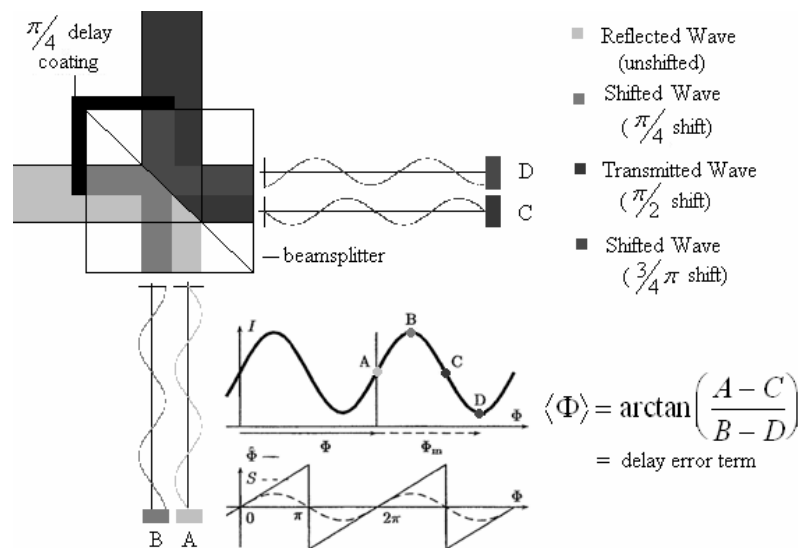 π/4 delay
coating
Reflected Wave
(unshifted)
Shifted Wave
(π/4 shift)
Transmitted Wave
(π/2 shift)
Shifted Wave
(3/4 π shift)
D
C
beamsplitter
I
A
B
C
D
Φ
Φ
Φm
⟨Φ⟩ = arctan(A − C / B − D)
= delay error term
Φ̂
S
Φ
0
π
2π
B A